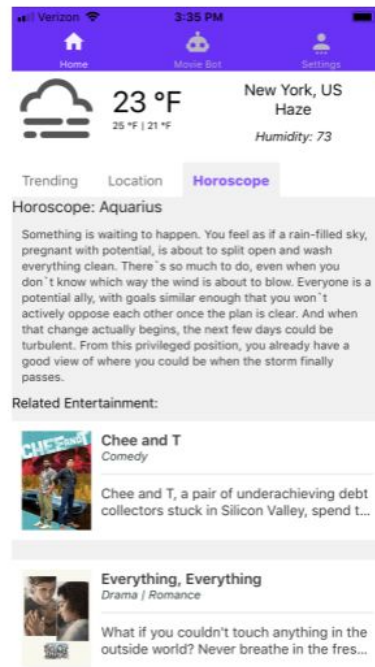 Verizon 3:35 PM
Home Movie Bot Settings
23 °F
25 °F | 21 °F
New York, US
Haze
Humidity: 73
Trending Location Horoscope
Horoscope: Aquarius
Something is waiting to happen. You feel as if a rain-filled sky,
pregnant with potential, is about to split open and wash
everything clean. There`s so much to do, even when you
don`t know which way the wind is about to blow. Everyone is a
potential ally, with goals similar enough that you won`t
actively oppose each other once the plan is clear. And when
that change actually begins, the next few days could be
turbulent. From this privileged position, you already have a
good view of where you could be when the storm finally
passes.
Related Entertainment:
CHEE AND T
Chee and T
Comedy
Chee and T, a pair of underachieving debt
collectors stuck in Silicon Valley, spend t...
Everything, Everything
Drama | Romance
What if you couldn't touch anything in the
outside world? Never breathe in the fres...